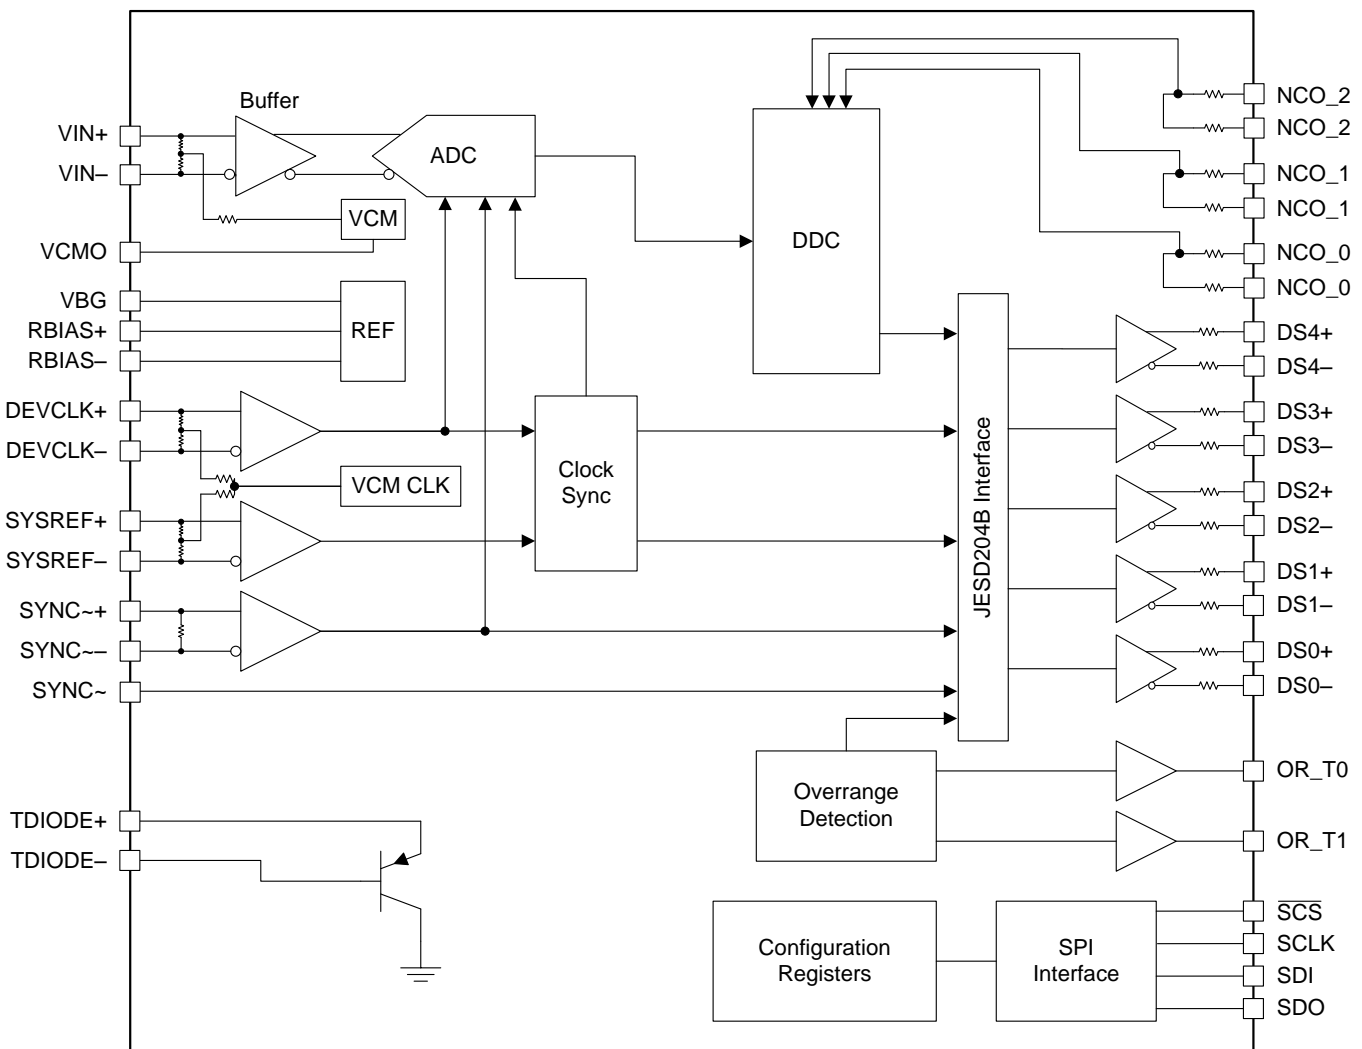 Buffer
VIN+
VIN–
VCMO
VBG
RBIAS+
RBIAS–
DEVCLK+
DEVCLK–
SYSREF+
SYSREF–
SYNC~+
SYNC~–
SYNC~
TDIODE+
TDIODE–
ADC
VCM
REF
VCM CLK
Clock
Sync
DDC
JESD204B Interface
Overrange
Detection
Configuration
Registers
SPI
Interface
NCO_2
NCO_2
NCO_1
NCO_1
NCO_0
NCO_0
DS4+
DS4–
DS3+
DS3–
DS2+
DS2–
DS1+
DS1–
DS0+
DS0–
OR_T0
OR_T1
S̅C̅S̅
SCLK
SDI
SDO